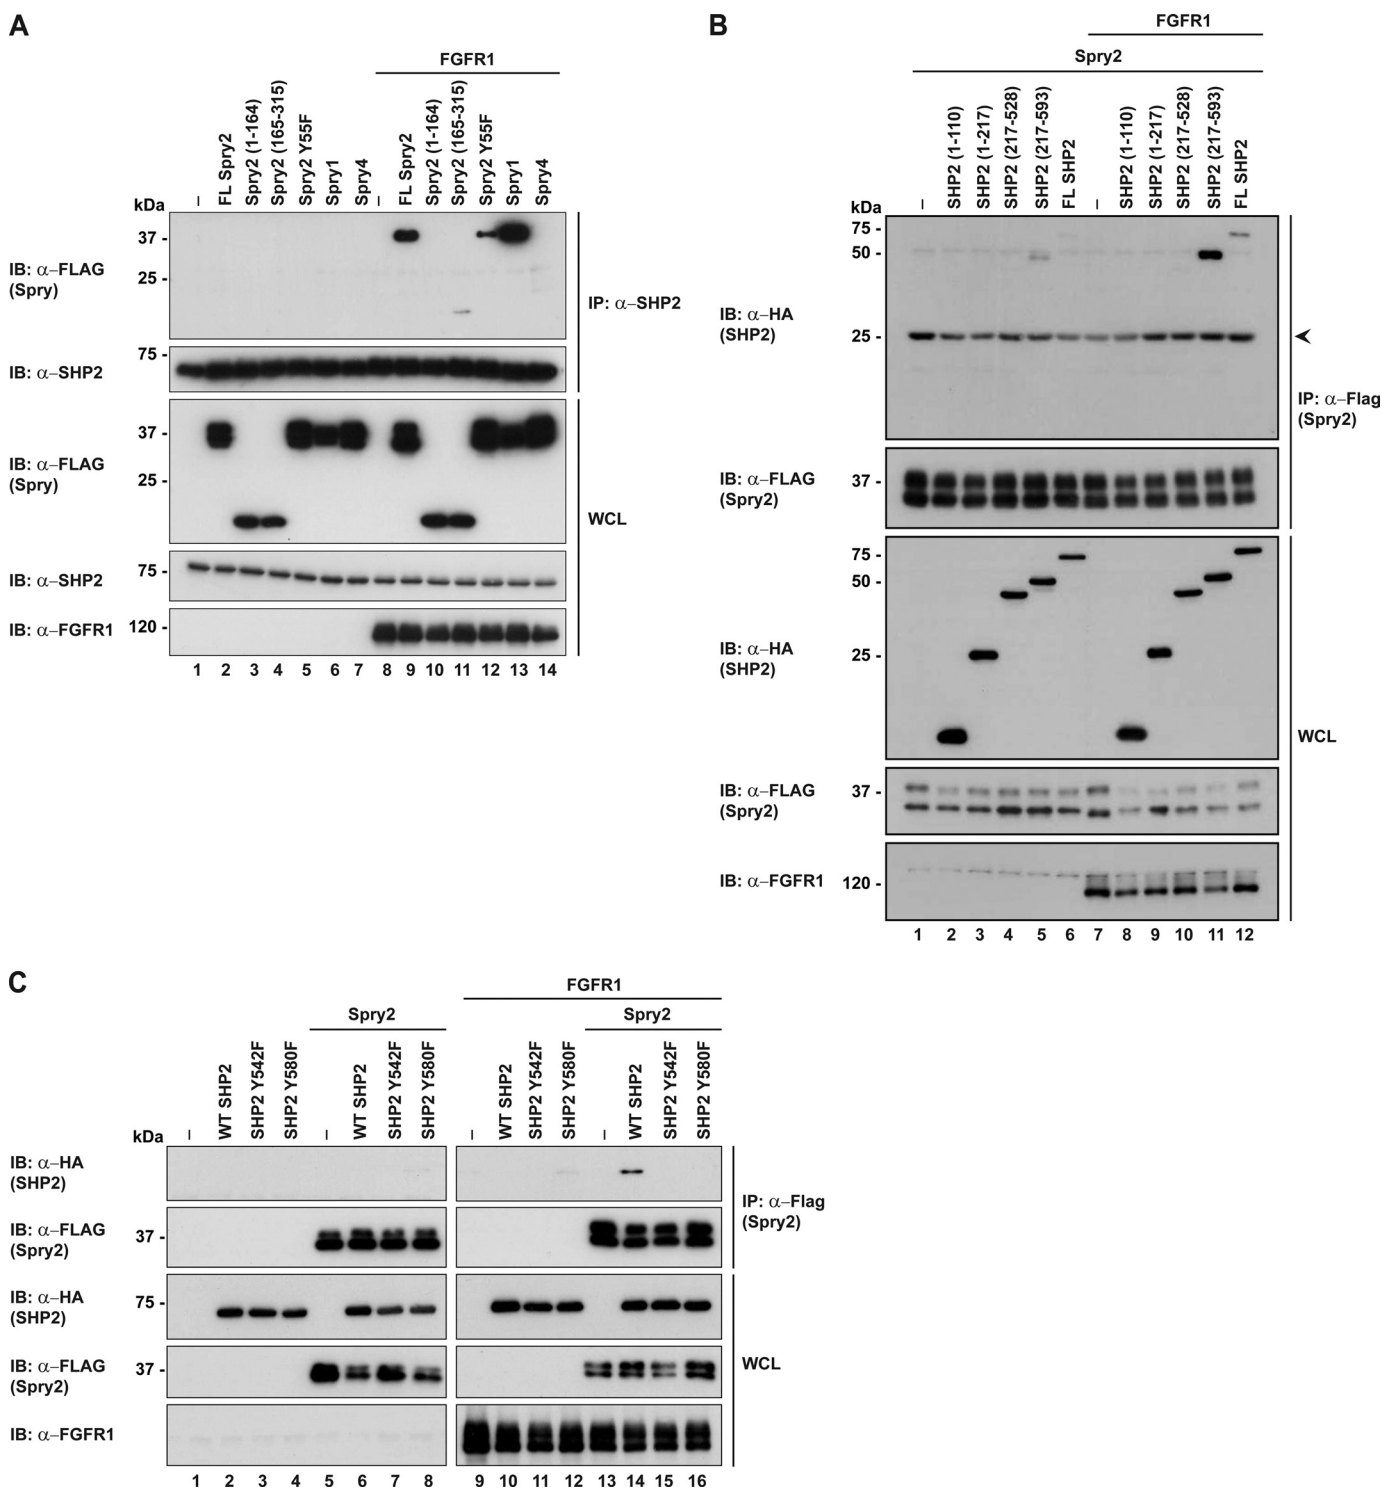 A
FGFR1
–
FL Spry2
Spry2 (1-164)
Spry2 (165-315)
Spry2 Y55F
Spry1
Spry4
–
FL Spry2
Spry2 (1-164)
Spry2 (165-315)
Spry2 Y55F
Spry1
Spry4
kDa
37 -
25 -
IB: α–FLAG
(Spry)
IP: α–SHP2
75 -
IB: α–SHP2
37 -
IB: α–FLAG
(Spry)
25 -
WCL
75 -
IB: α–SHP2
120 -
IB: α–FGFR1
1 2 3 4 5 6 7 8 9 10 11 12 13 14
B
FGFR1
Spry2
–
SHP2 (1-110)
SHP2 (1-217)
SHP2 (217-528)
SHP2 (217-593)
FL SHP2
–
SHP2 (1-110)
SHP2 (1-217)
SHP2 (217-528)
SHP2 (217-593)
FL SHP2
kDa
75 -
50 -
IB: α–HA
(SHP2)
25 -
IP: α–Flag
(Spry2)
IB: α–FLAG
(Spry2)
37 -
75 -
50 -
IB: α–HA
(SHP2)
25 -
WCL
IB: α–FLAG
(Spry2)
37 -
IB: α–FGFR1
120 -
1 2 3 4 5 6 7 8 9 10 11 12
C
FGFR1
Spry2
Spry2
–
WT SHP2
SHP2 Y542F
SHP2 Y580F
–
WT SHP2
SHP2 Y542F
SHP2 Y580F
–
WT SHP2
SHP2 Y542F
SHP2 Y580F
–
WT SHP2
SHP2 Y542F
SHP2 Y580F
kDa
IB: α–HA
(SHP2)
IP: α–Flag
(Spry2)
IB: α–FLAG
(Spry2)
37 -
IB: α–HA
(SHP2)
75 -
WCL
IB: α–FLAG
(Spry2)
37 -
IB: α–FGFR1
1 2 3 4 5 6 7 8 9 10 11 12 13 14 15 16